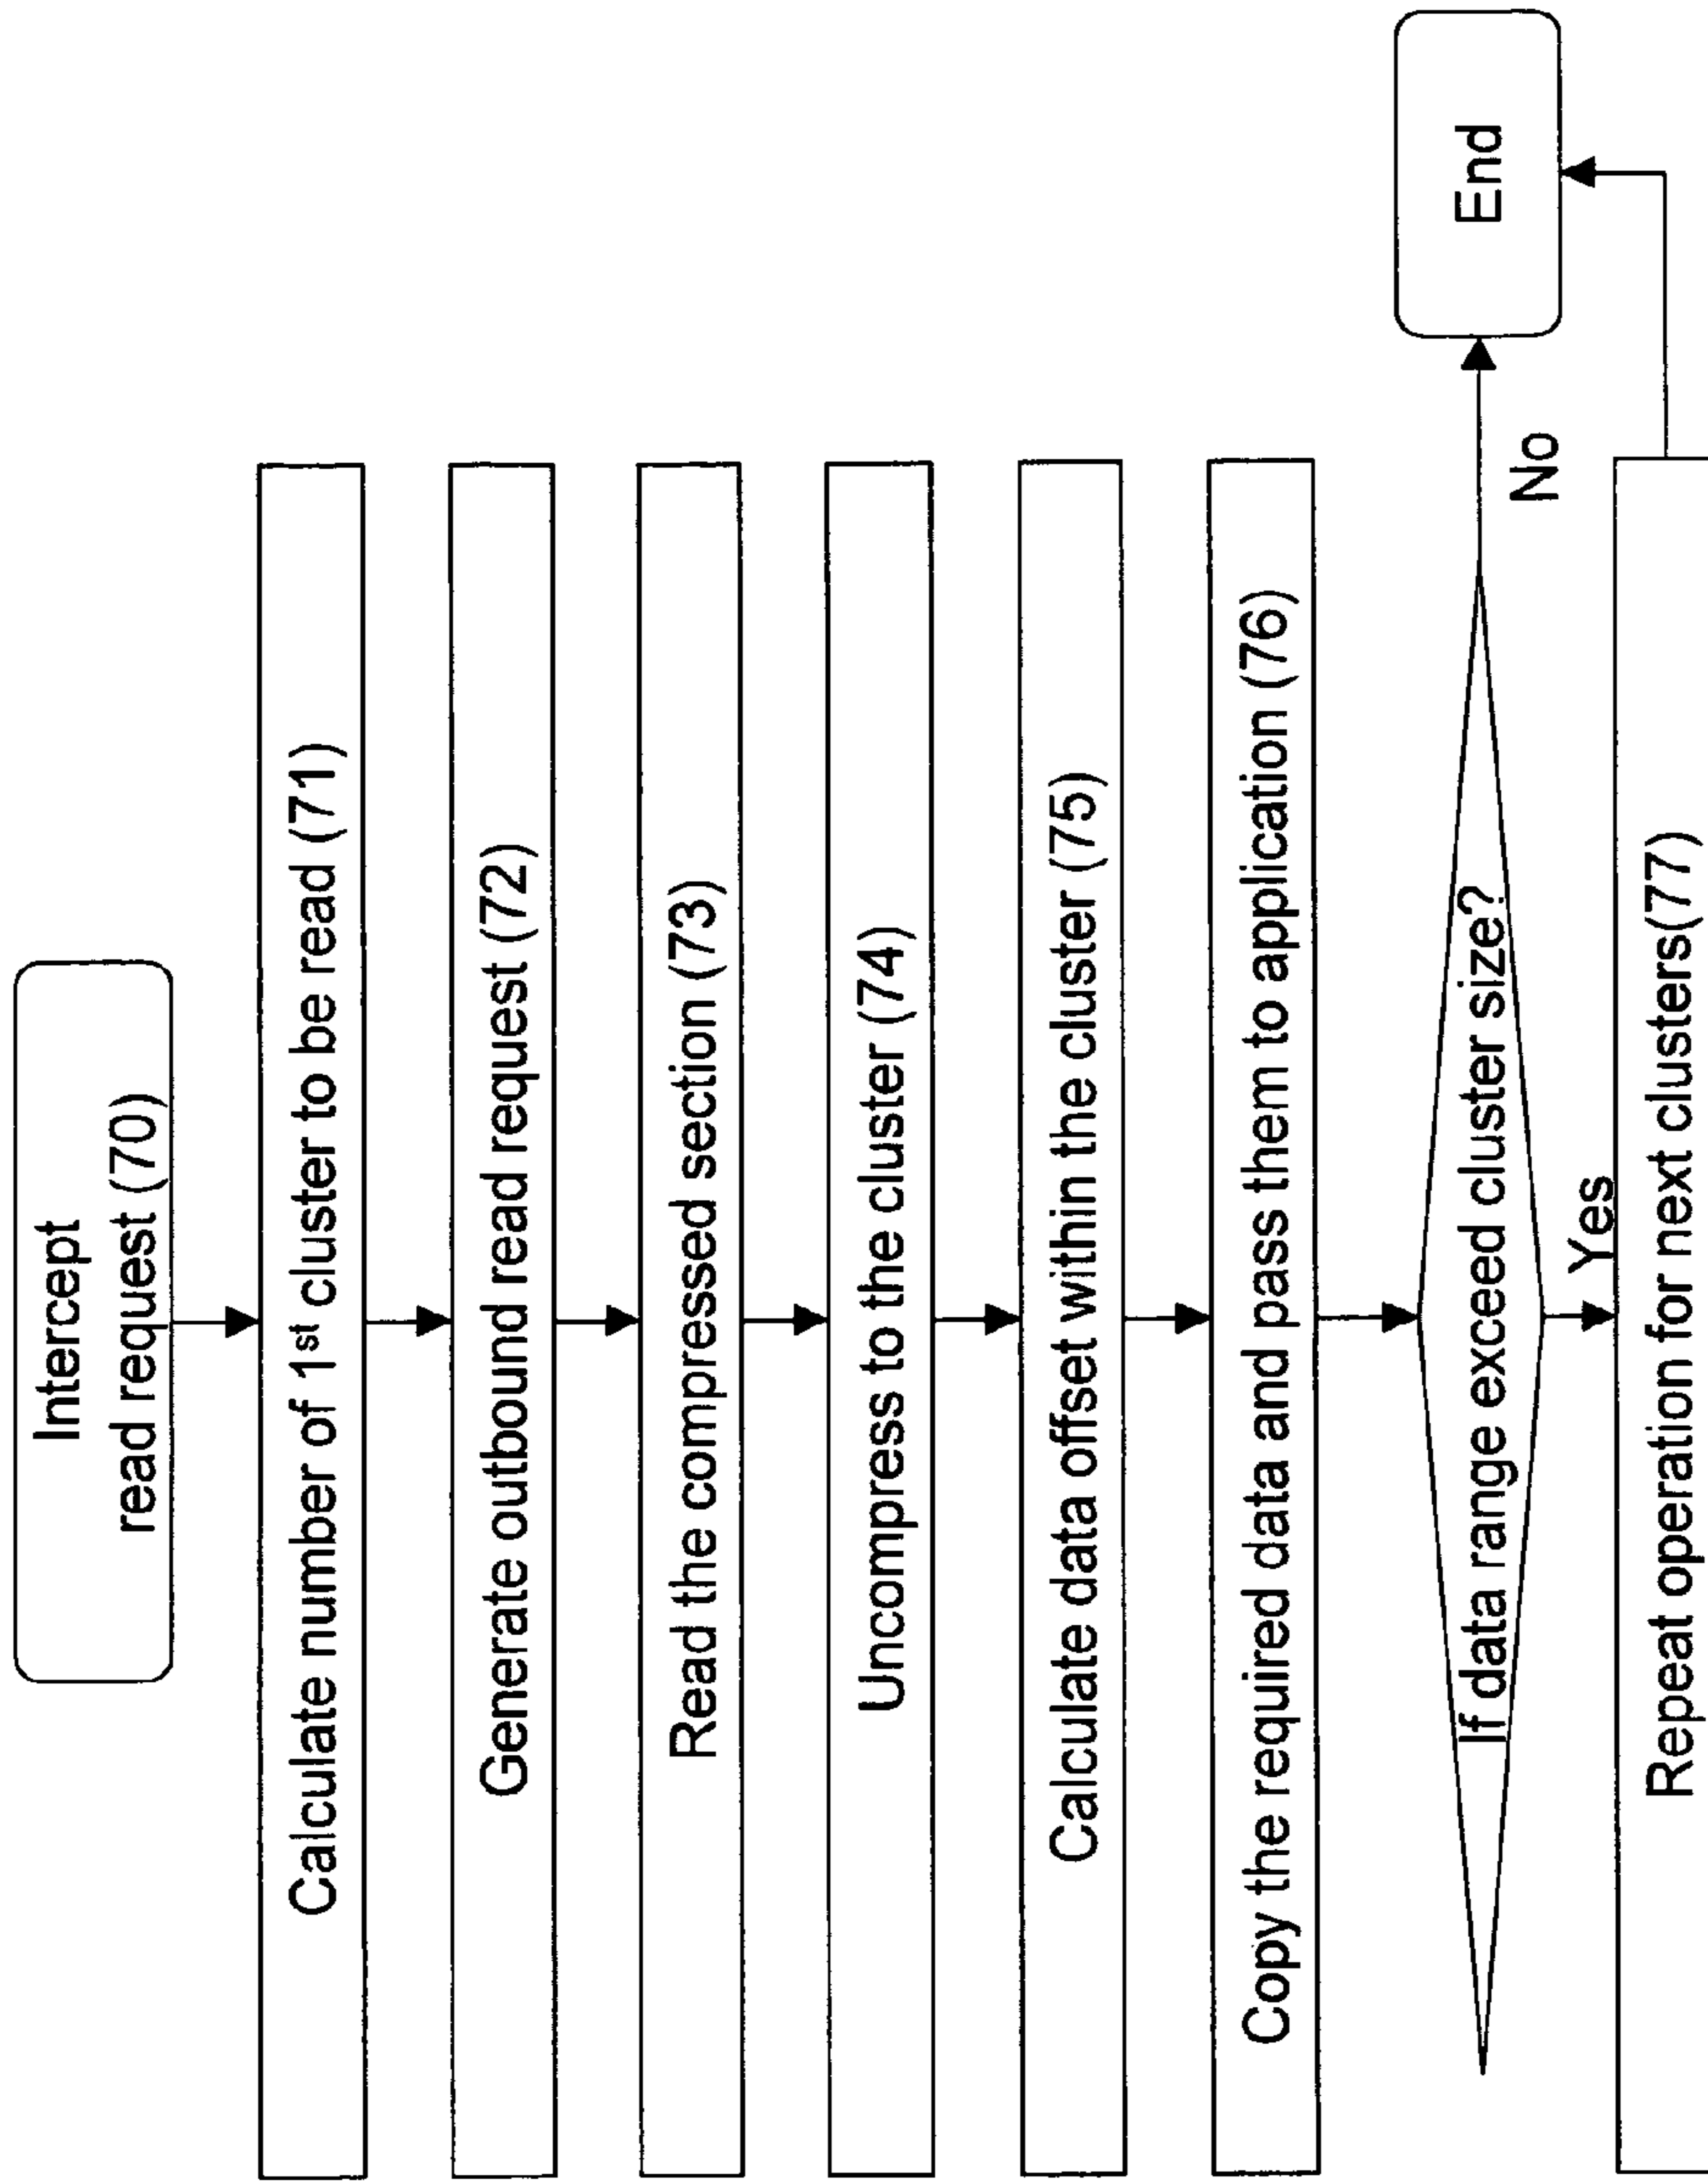 Intercept
read request (70)
Calculate number of 1st cluster to be read (71)
Generate outbound read request (72)
Read the compressed section (73)
Uncompress to the cluster (74)
Calculate data offset within the cluster (75)
Copy the required data and pass them to application (76)
If data range exceed cluster size?
No
End
Yes
Repeat operation for next clusters(77)